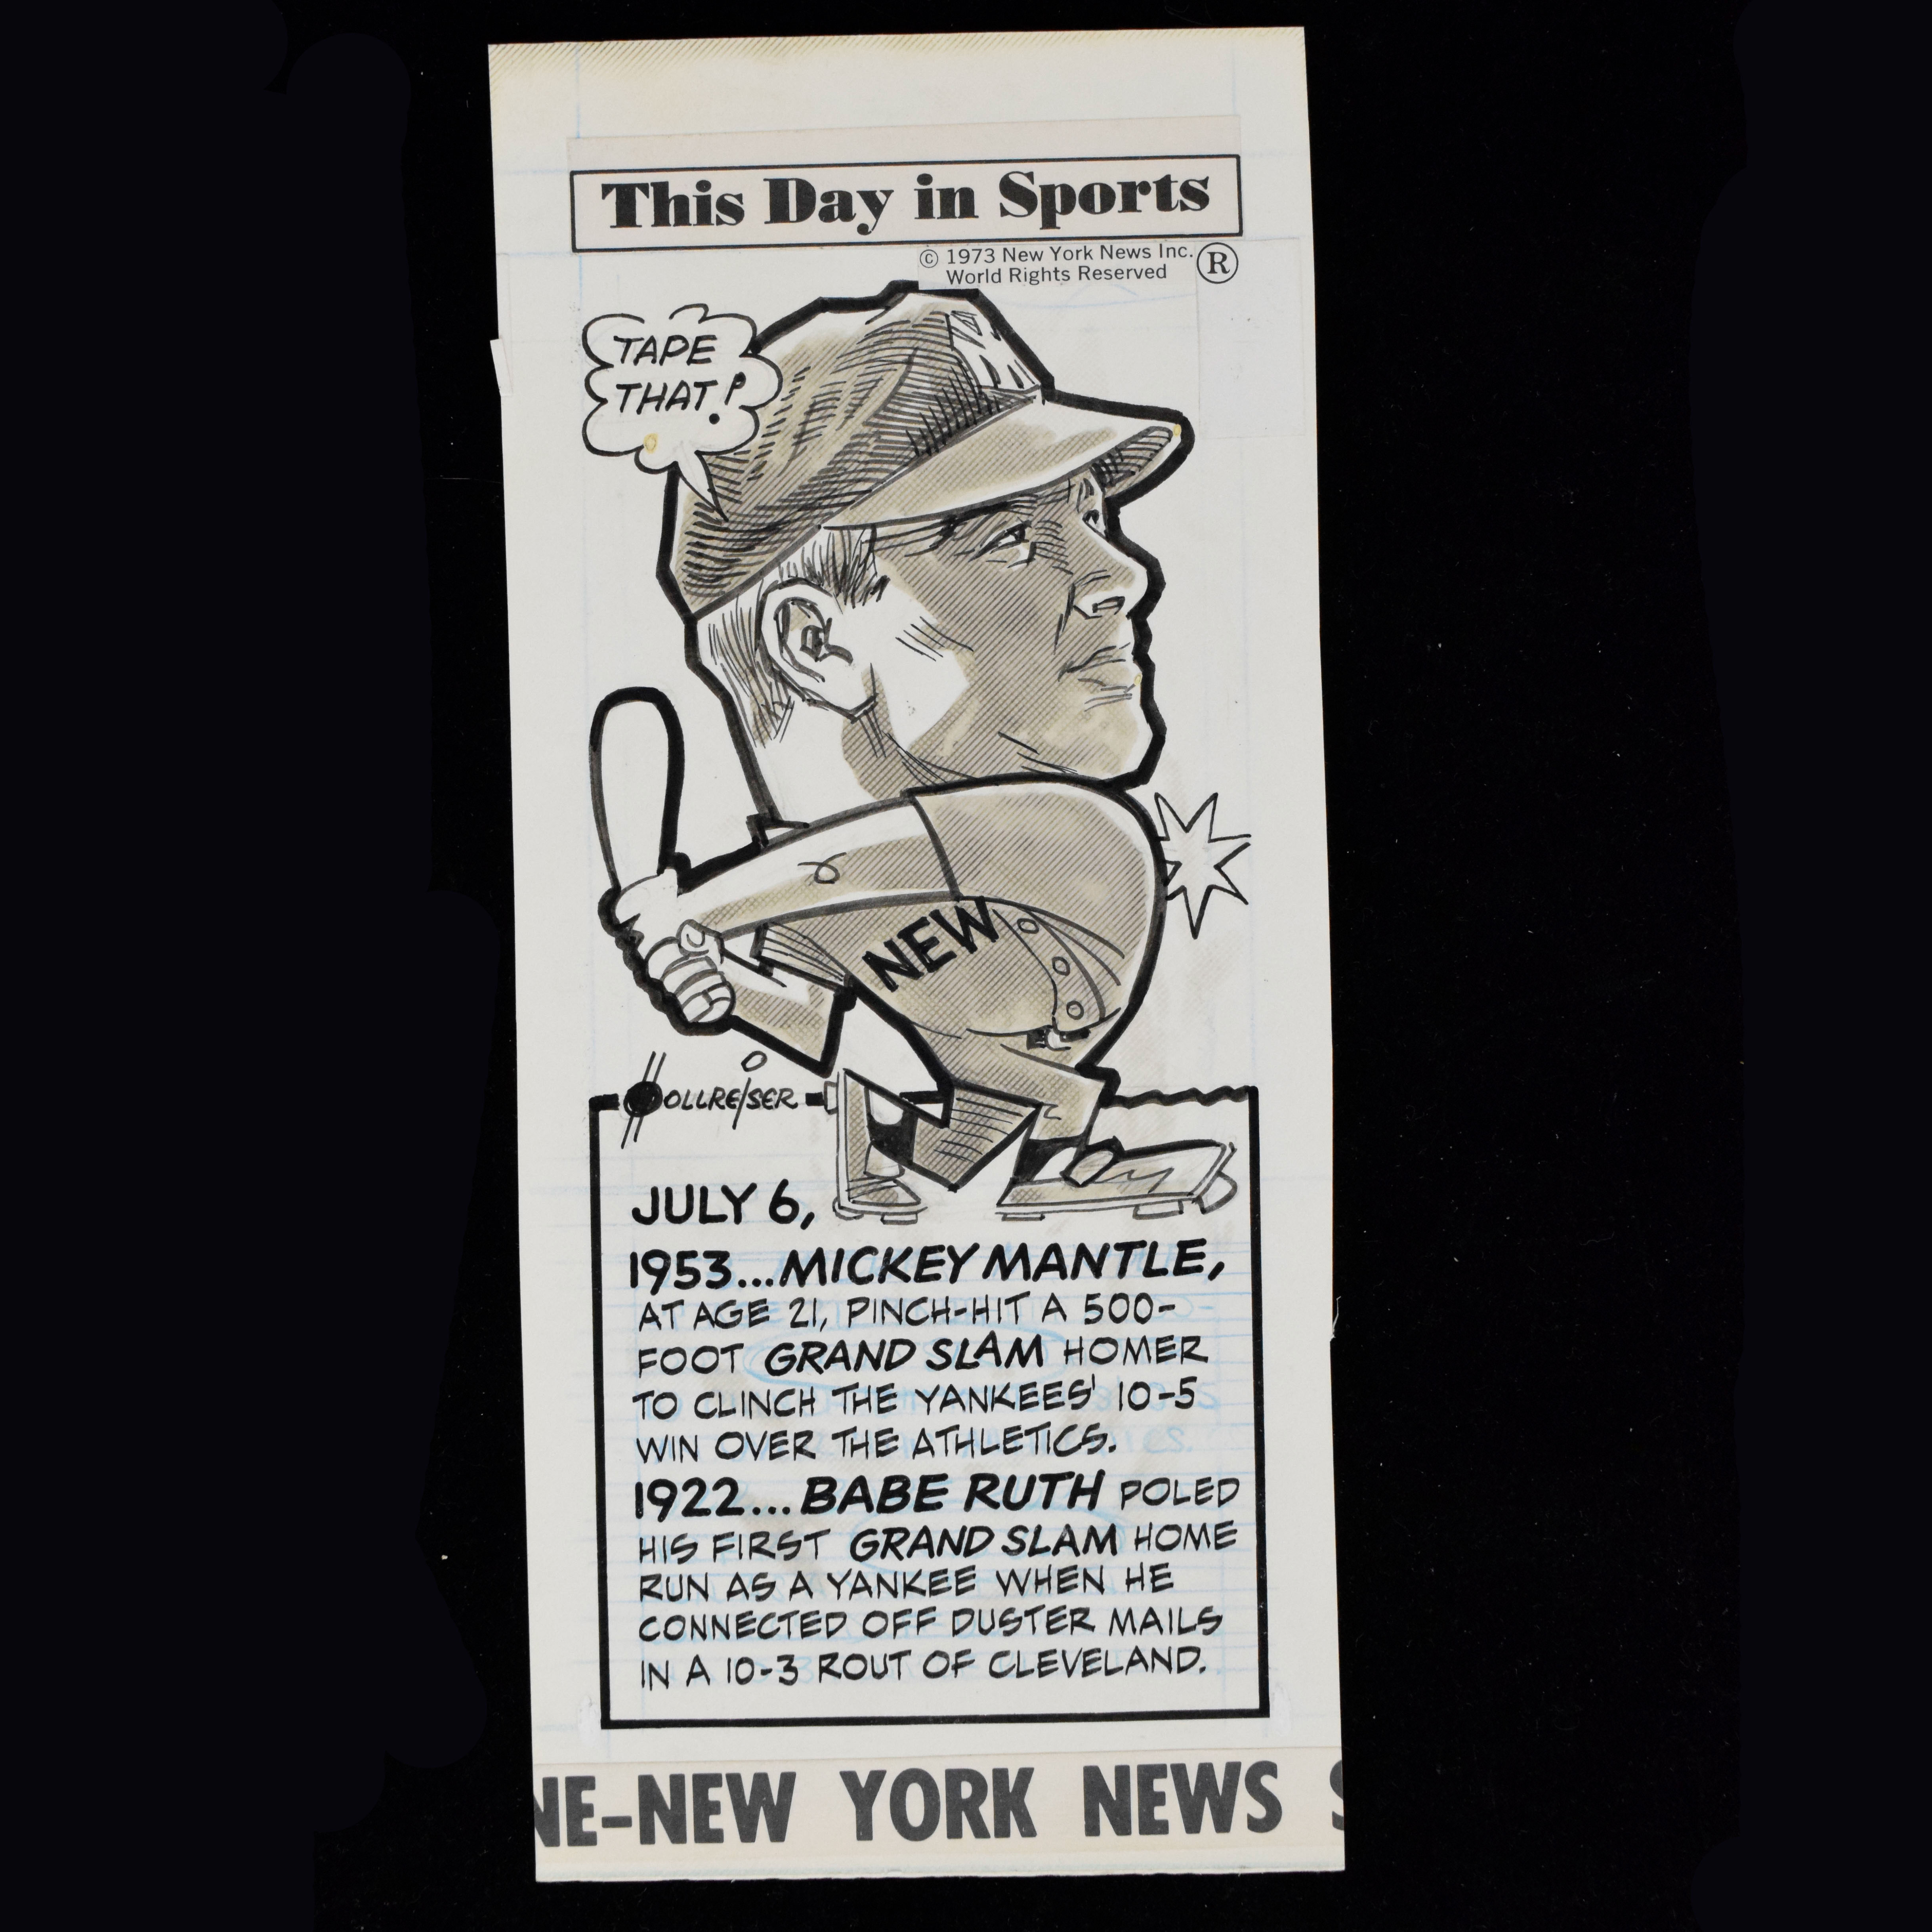 This Day in Sports
© 1973 New York News Inc.
World Rights Reserved
®
TAPE
THAT!
NEW
HOLLREISER
JULY 6,
1953...MICKEY MANTLE,
AT AGE 21, PINCH-HIT A 500-
FOOT GRAND SLAM HOMER
TO CLINCH THE YANKEES' 10-5
WIN OVER THE ATHLETICS.
1922...BABE RUTH POLED
HIS FIRST GRAND SLAM HOME
RUN AS A YANKEE WHEN HE
CONNECTED OFF DUSTER MAILS
IN A 10-3 ROUT OF CLEVELAND.
NE-NEW YORK NEWS S